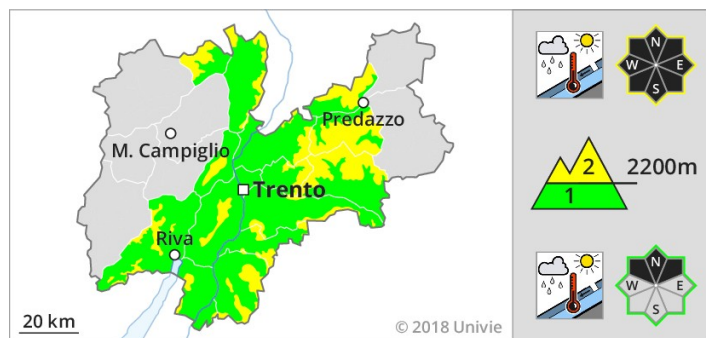 Predazzo
M. Campiglio
Trento
Riva
20 km
© 2018 Univie
N
W E
S
2 2200m
1
N
W E
S